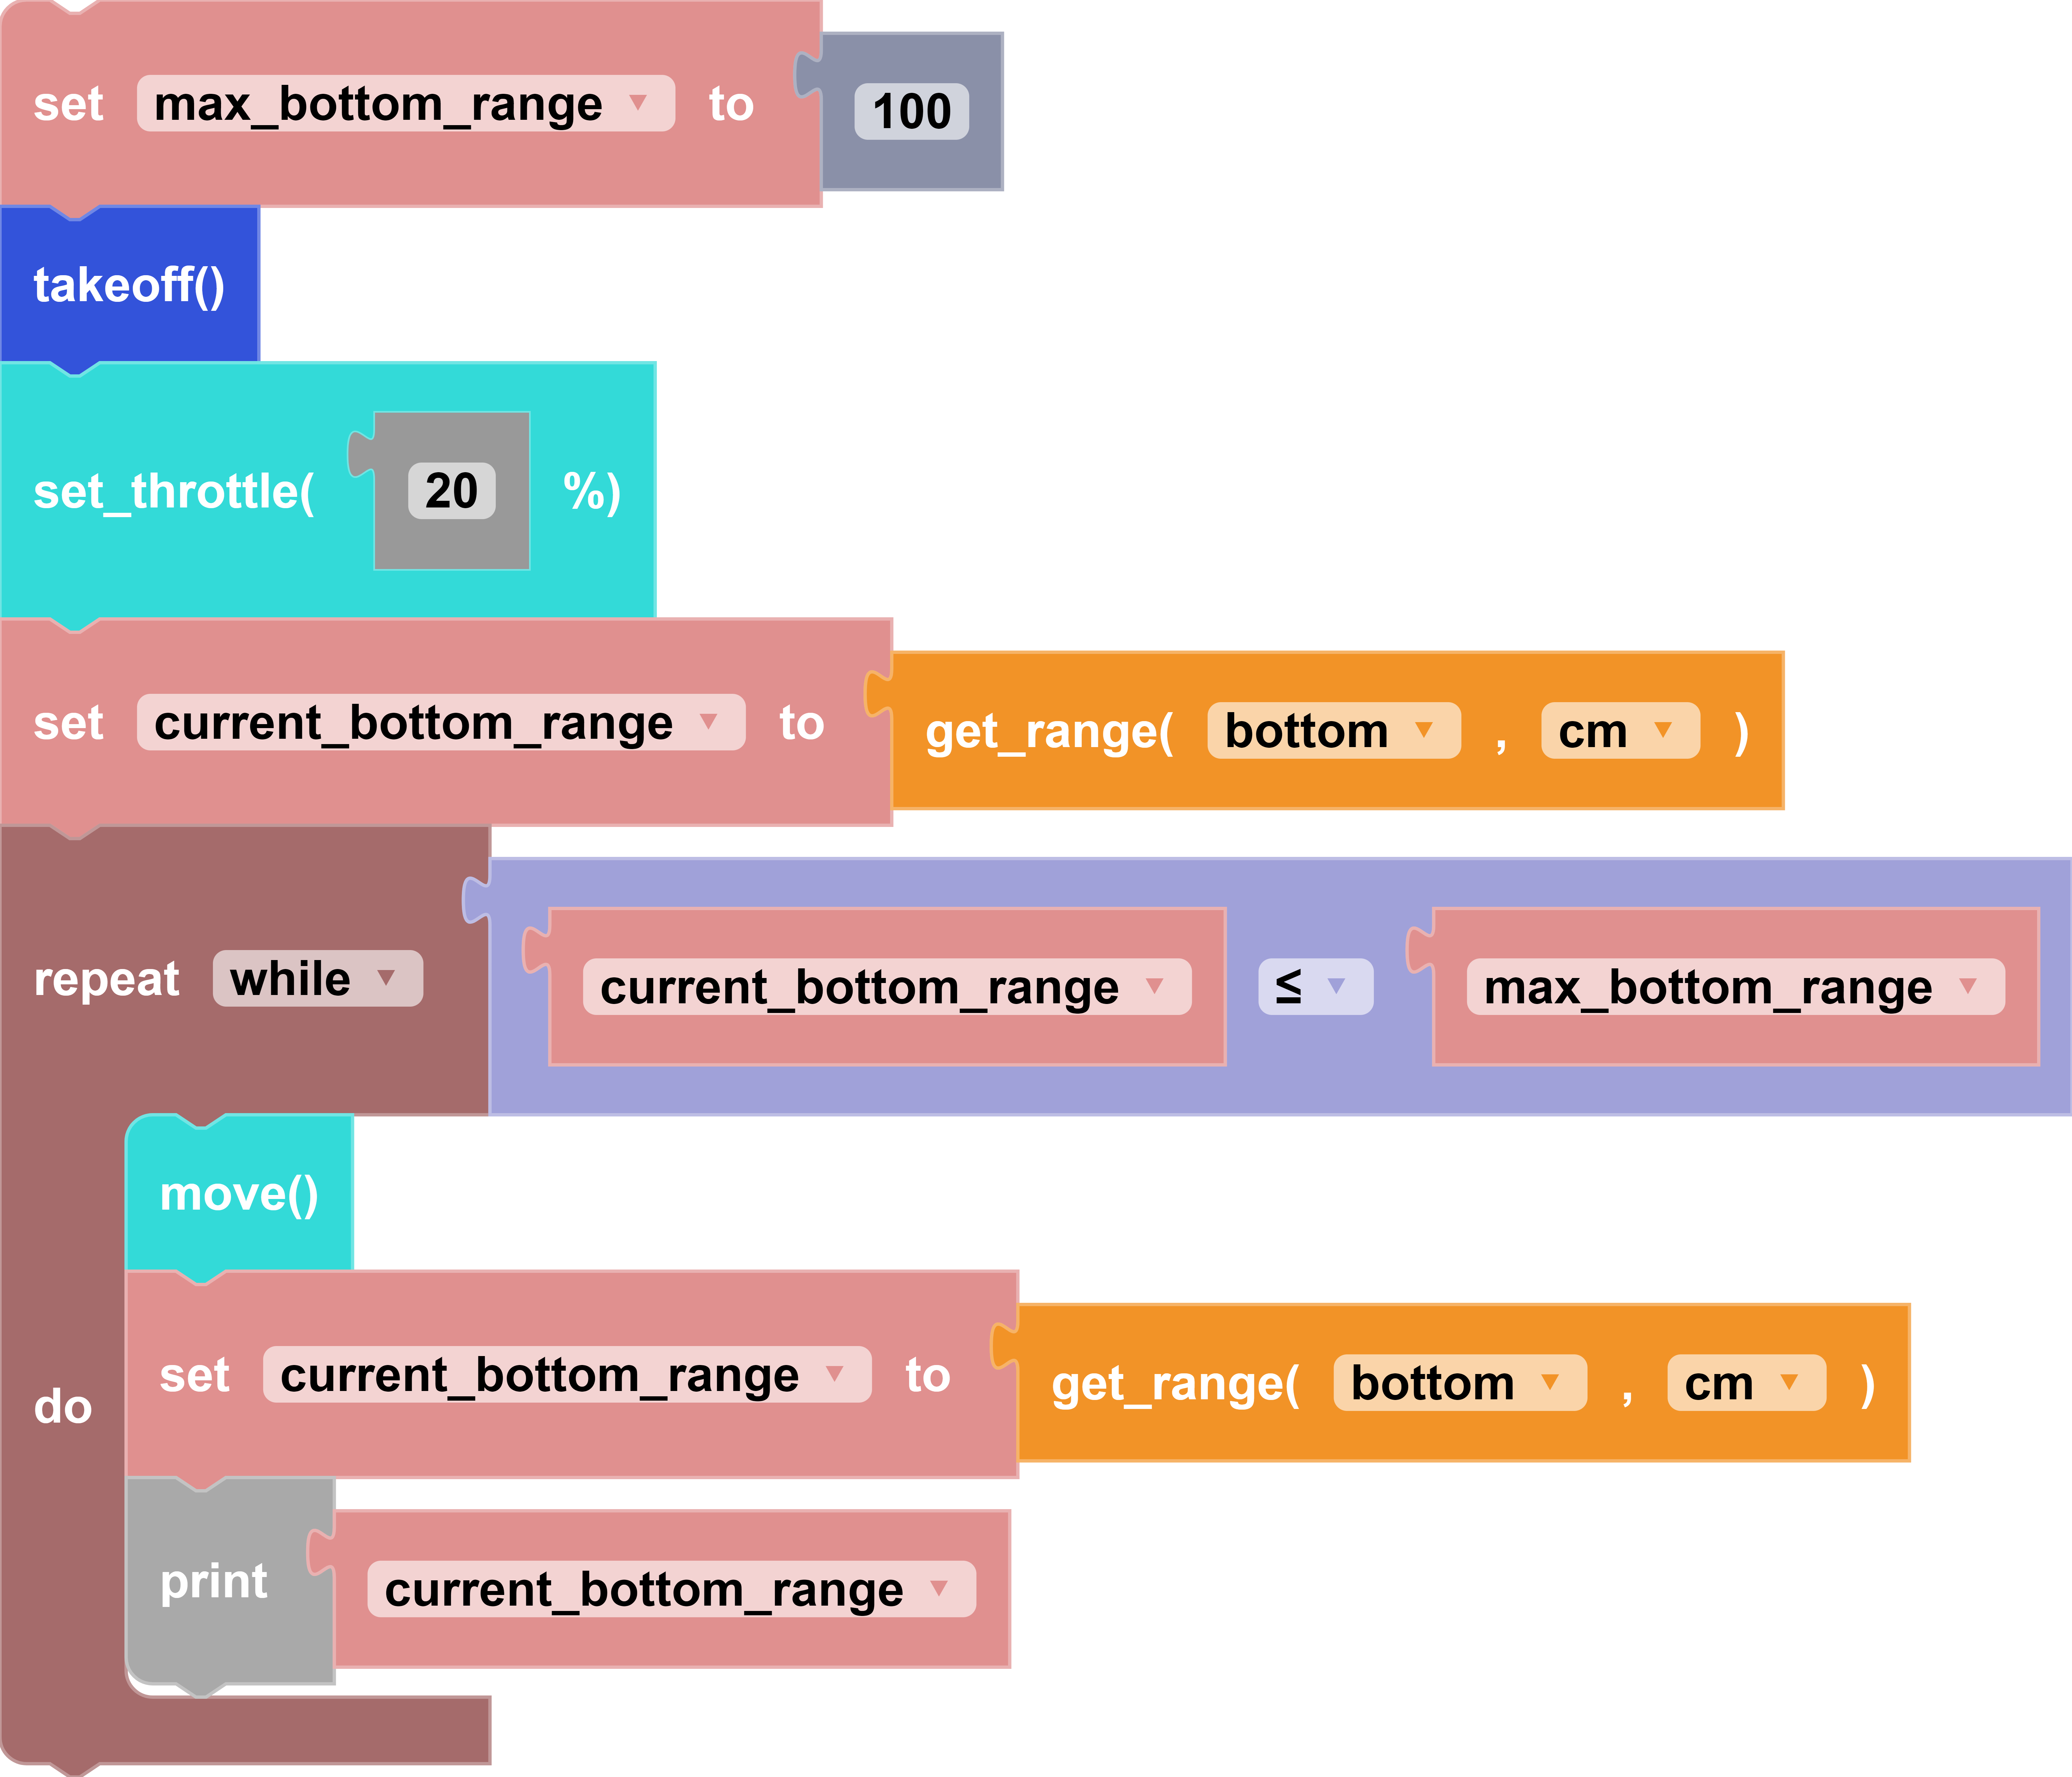 set max_bottom_range ▼ to 100
takeoff()
set_throttle( 20 %)
set current_bottom_range ▼ to get_range( bottom ▼ , cm ▼ )
repeat while ▼ current_bottom_range ▼ ≤ ▼ max_bottom_range ▼
do
move()
set current_bottom_range ▼ to get_range( bottom ▼ , cm ▼ )
print current_bottom_range ▼